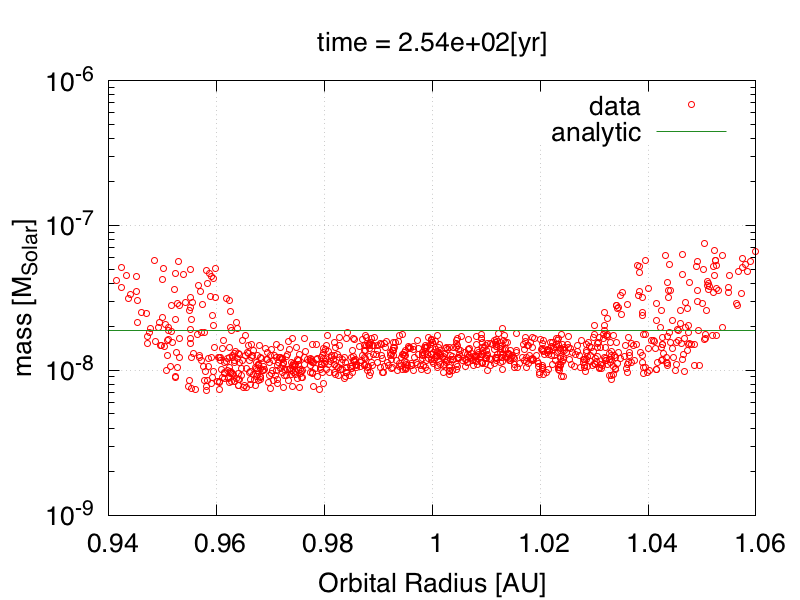 time = 2.54e+02[yr]
10^-6
data
analytic
10^-7
10^-8
10^-9
mass [M_Solar]
0.94 0.96 0.98 1 1.02 1.04 1.06
Orbital Radius [AU]